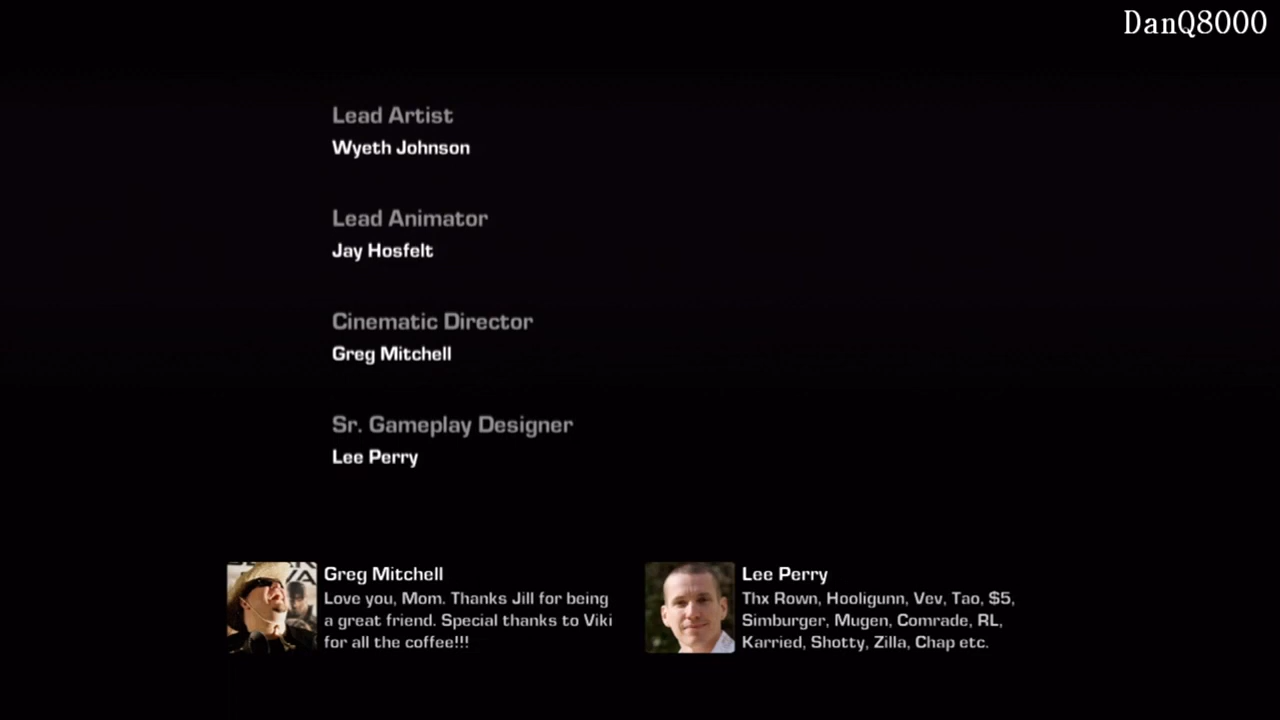 DanQ8000
Lead Artist
Wyeth Johnson
Lead Animator
Jay Hosfelt
Cinematic Director
Greg Mitchell
Sr. Gameplay Designer
Lee Perry
Greg Mitchell
Love you, Mom. Thanks Jill for being
a great friend. Special thanks to Viki
for all the coffee!!!
Lee Perry
Thx Rown, Hooligunn, Vev, Tao, $5,
Simburger, Mugen, Comrade, RL,
Karried, Shotty, Zilla, Chap etc.